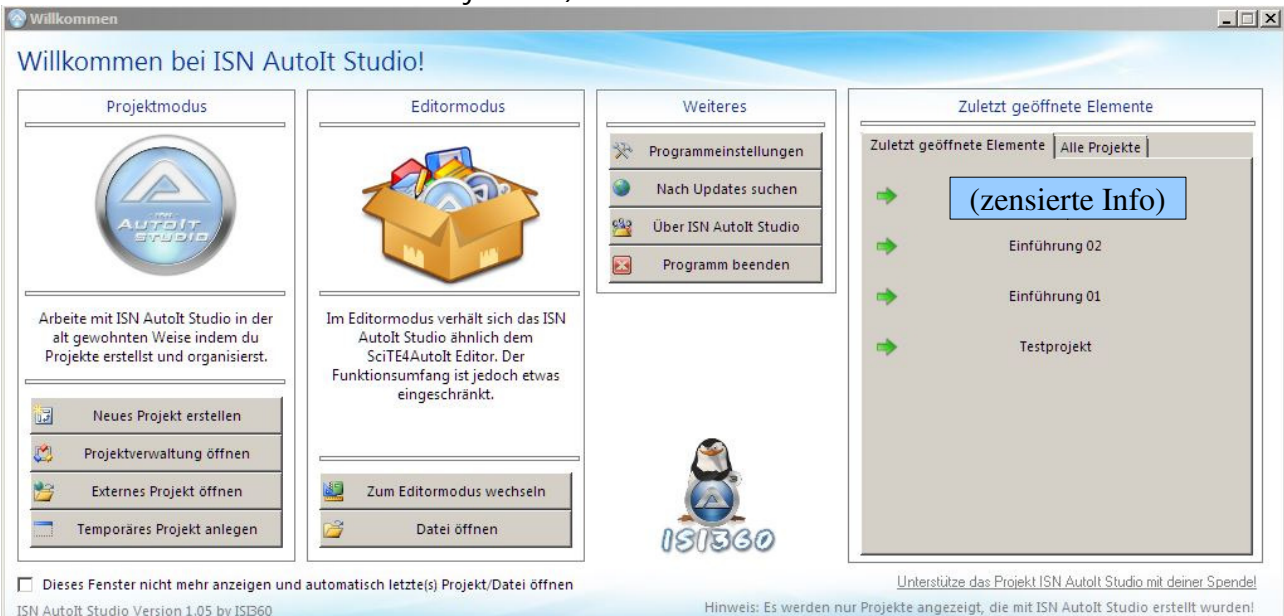 Willkommen
Willkommen bei ISN AutoIt Studio!
Projektmodus
AUTOIT
STUDIO
Arbeite mit ISN AutoIt Studio in der
alt gewohnten Weise indem du
Projekte erstellst und organisierst.
Neues Projekt erstellen
Projektverwaltung öffnen
Externes Projekt öffnen
Temporäres Projekt anlegen
Editormodus
Im Editormodus verhält sich das ISN
AutoIt Studio ähnlich dem
SciTE4AutoIt Editor. Der
Funktionsumfang ist jedoch etwas
eingeschränkt.
Zum Editormodus wechseln
Datei öffnen
Weiteres
Programmeinstellungen
Nach Updates suchen
Über ISN AutoIt Studio
Programm beenden
ISI360
Zuletzt geöffnete Elemente
Zuletzt geöffnete Elemente
Alle Projekte
(zensierte Info)
Einführung 02
Einführung 01
Testprojekt
Dieses Fenster nicht mehr anzeigen und automatisch letzte(s) Projekt/Datei öffnen
Unterstütze das Projekt ISN AutoIt Studio mit deiner Spende!
ISN AutoIt Studio Version 1.05 by ISI360
Hinweis: Es werden nur Projekte angezeigt, die mit ISN AutoIt Studio erstellt wurden!